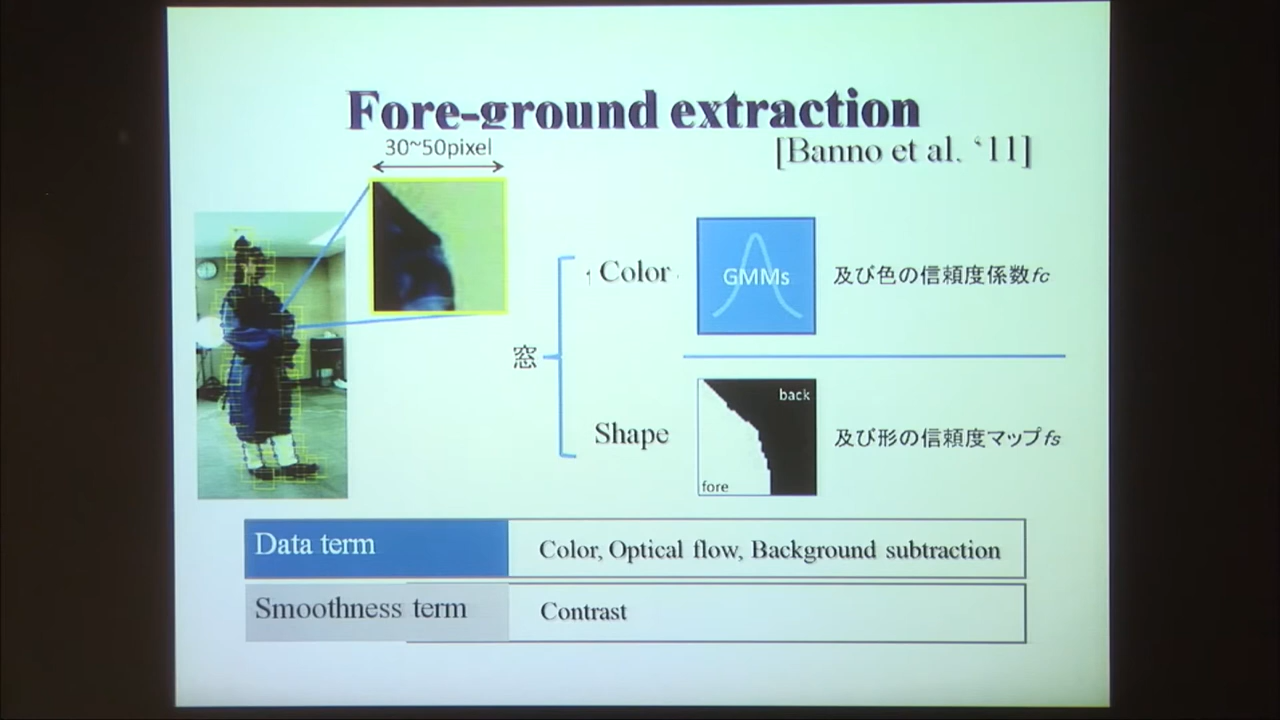 Fore-ground extraction
[Banno et al. ‘11]
30~50pixel
窓
Color
GMMs
及び色の信頼度係数fc
Shape
back
fore
及び形の信頼度マップfs
Data term
Color, Optical flow, Background subtraction
Smoothness term
Contrast